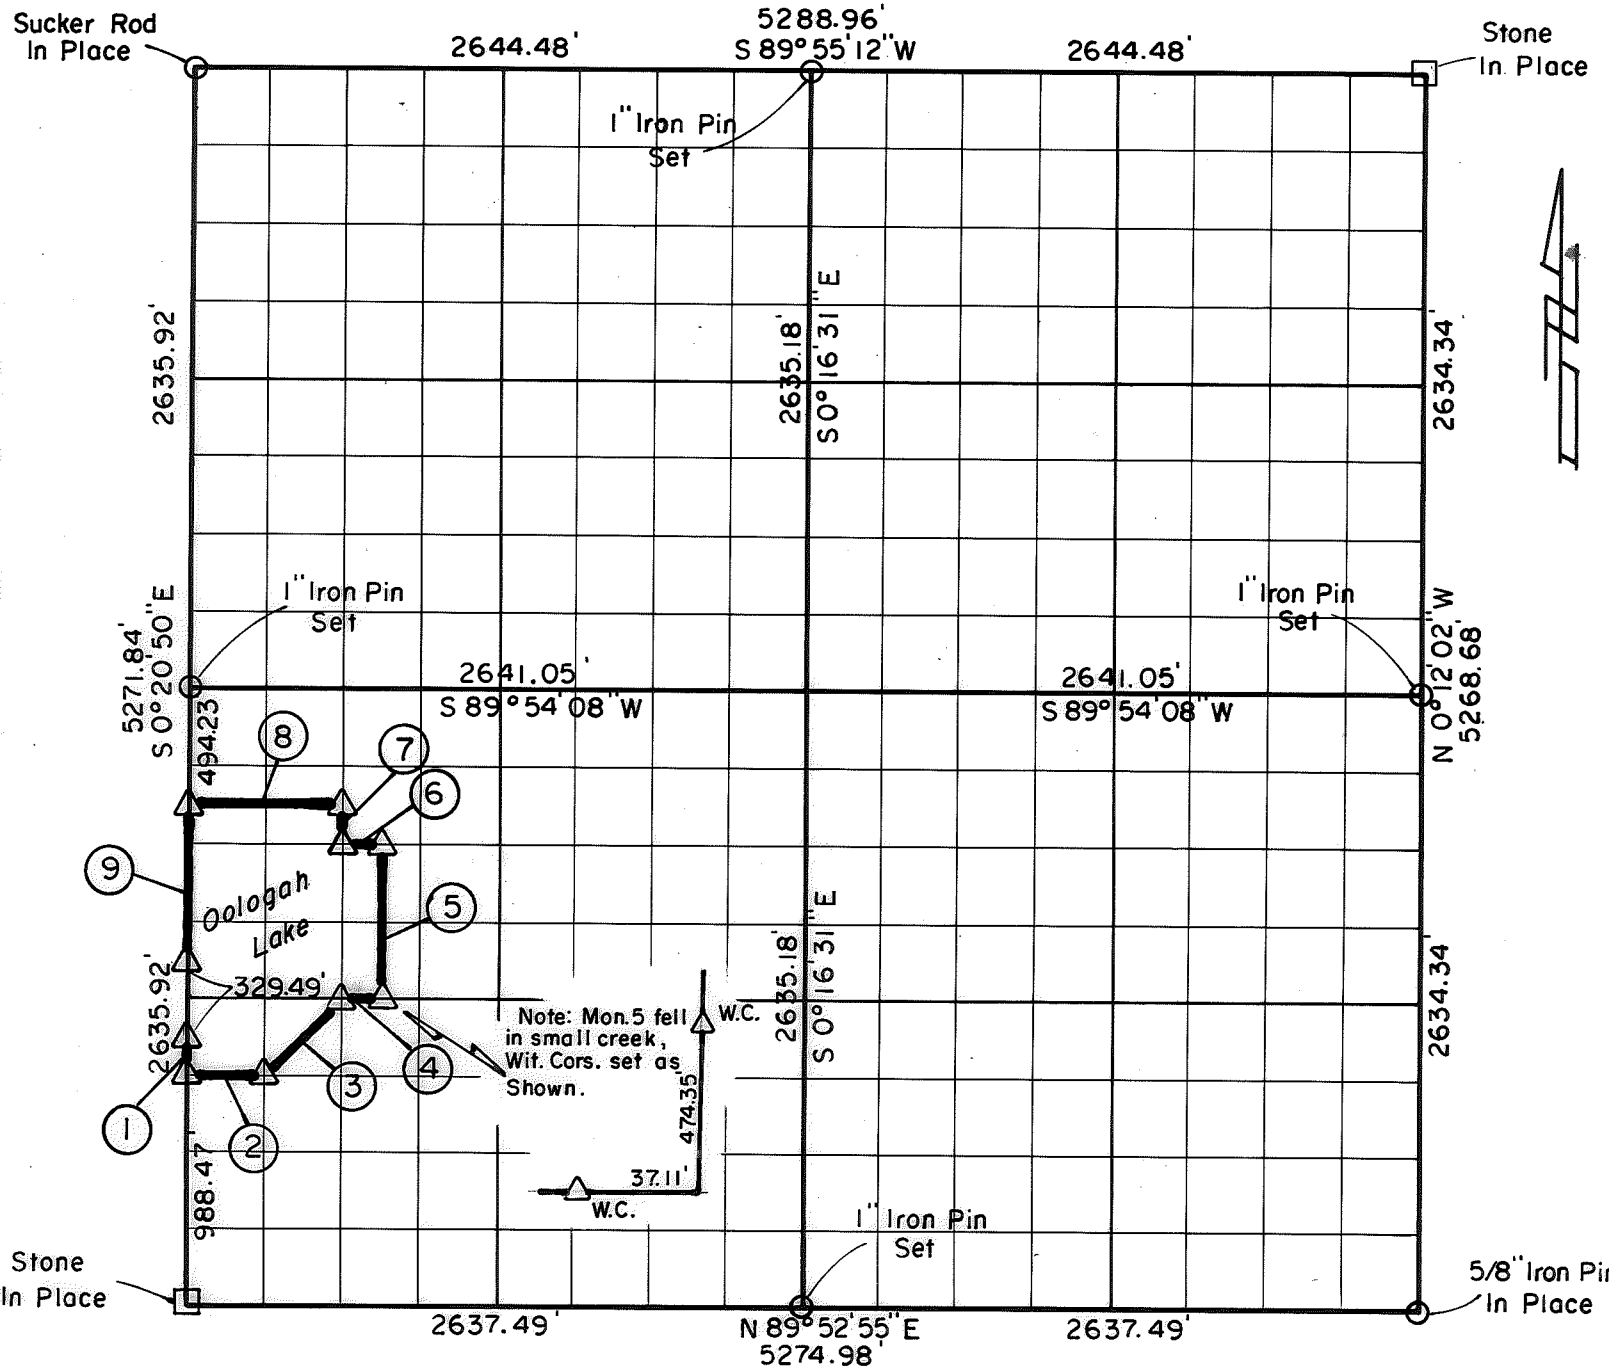 Sucker Rod
In Place
2644.48'
5288.96'
S 89° 55' 12" W
2644.48'
Stone
In Place
1" Iron Pin
Set
2635.92'
2635.18'
S 0° 16' 31" E
2634.34'
1" Iron Pin
Set
1" Iron Pin
Set
5271.84'
S 0° 20' 50" E
2641.05'
S 89° 54' 08" W
2641.05'
S 89° 54' 08" W
N 0° 12' 02" W
5268.68'
494.23'
8
7
6
9
Oologah
Lake
5
329.49'
2635.92'
2635.18'
S 0° 16' 31" E
2634.34'
Note: Mon. 5 fell
in small creek,
Wit. Cors. set as
Shown.
W.C.
474.35'
37.11'
W.C.
1
2
3
4
988.47'
1" Iron Pin
Set
Stone
In Place
2637.49'
N 89° 52' 55" E
5274.98'
2637.49'
5/8" Iron Pin
In Place